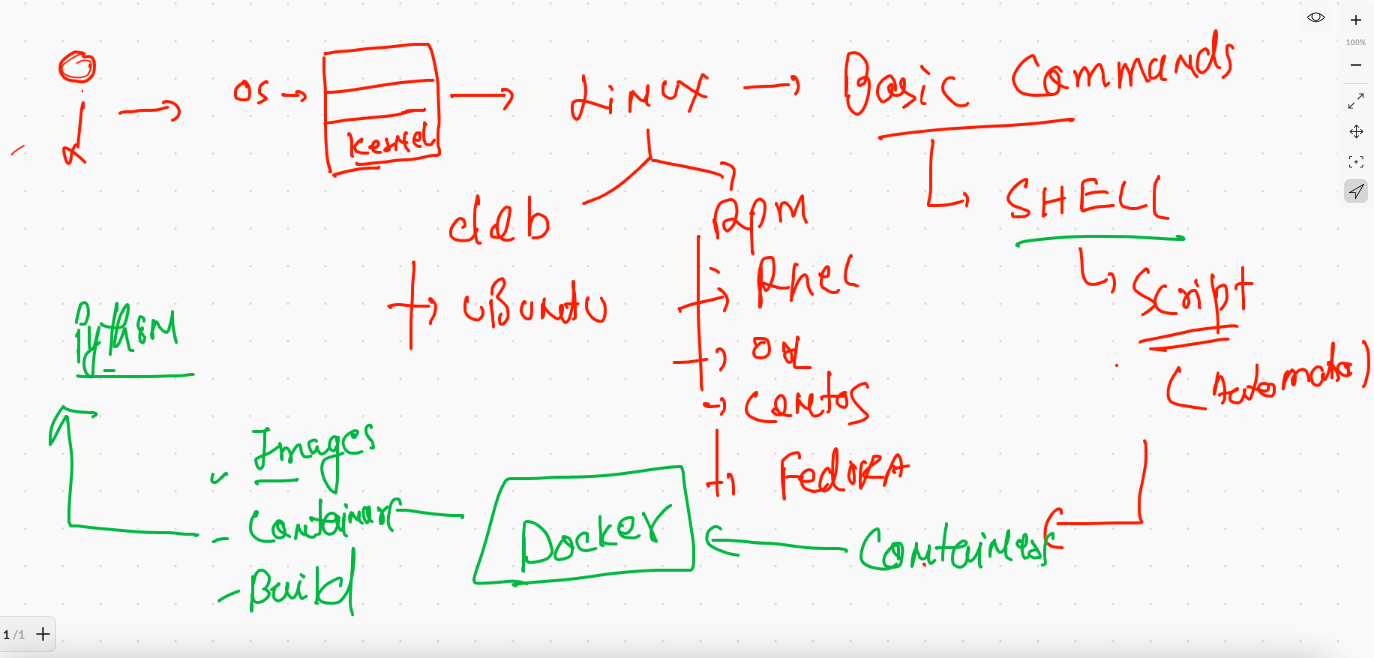 100%
OS
Kernel
LiNUX
Basic Commands
SHELL
Script
(Automate)
deb
UBUNTU
Rpm
Rhel
OL
CentOS
FedoRA
Containers
Docker
Images
Container
Build
Python
1/1